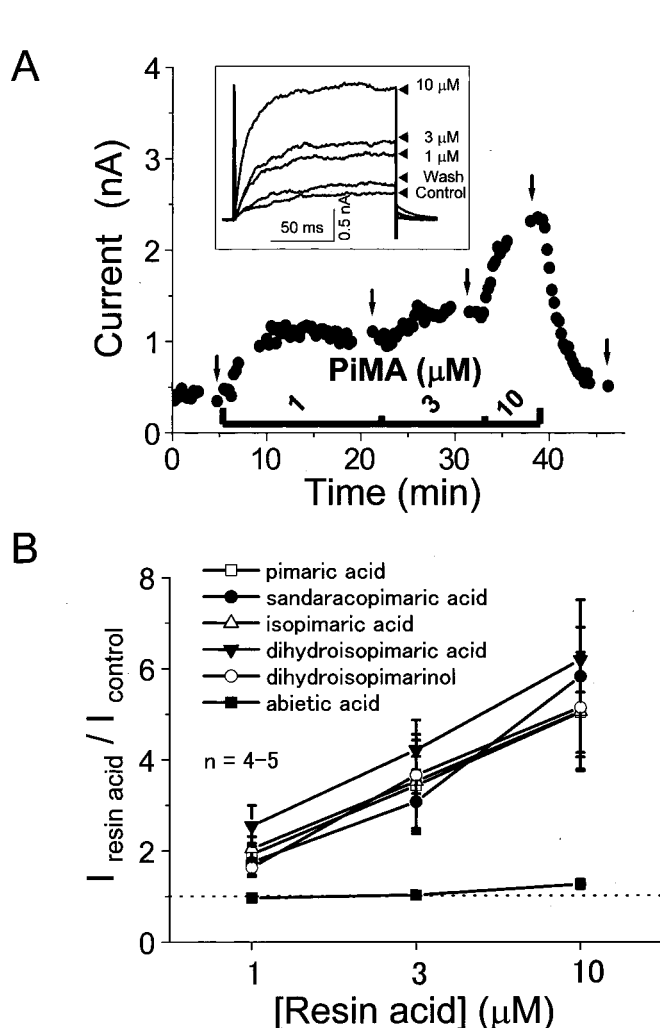 A
4
3
2
1
0
Current (nA)
10 μM
3 μM
1 μM
Wash
Control
50 ms
0.5 nA
PiMA (μM)
1
3
10
0
10
20
30
40
Time (min)
B
8
6
4
2
0
I resin acid / I control
pimaric acid
sandaracopimaric acid
isopimaric acid
dihydroisopimaric acid
dihydroisopimarinol
abietic acid
n = 4-5
1
3
10
[Resin acid] (μM)